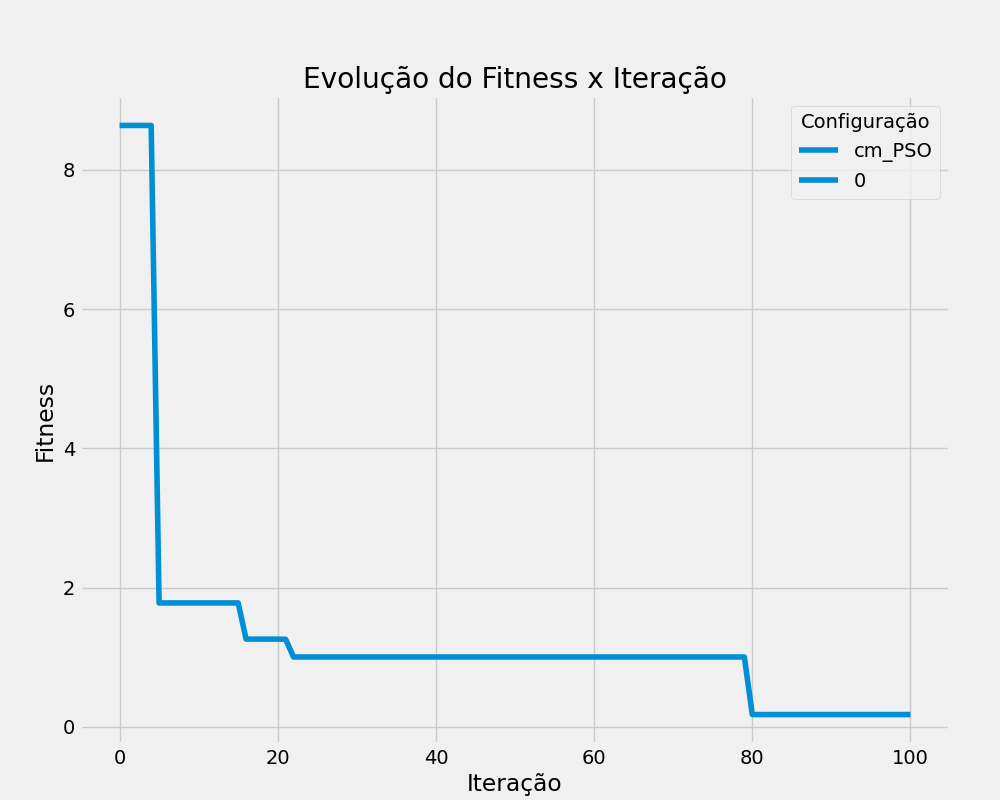 Evolução do Fitness x Iteração
Configuração
cm_PSO
0
8
6
4
2
0
Fitness
0 20 40 60 80 100
Iteração